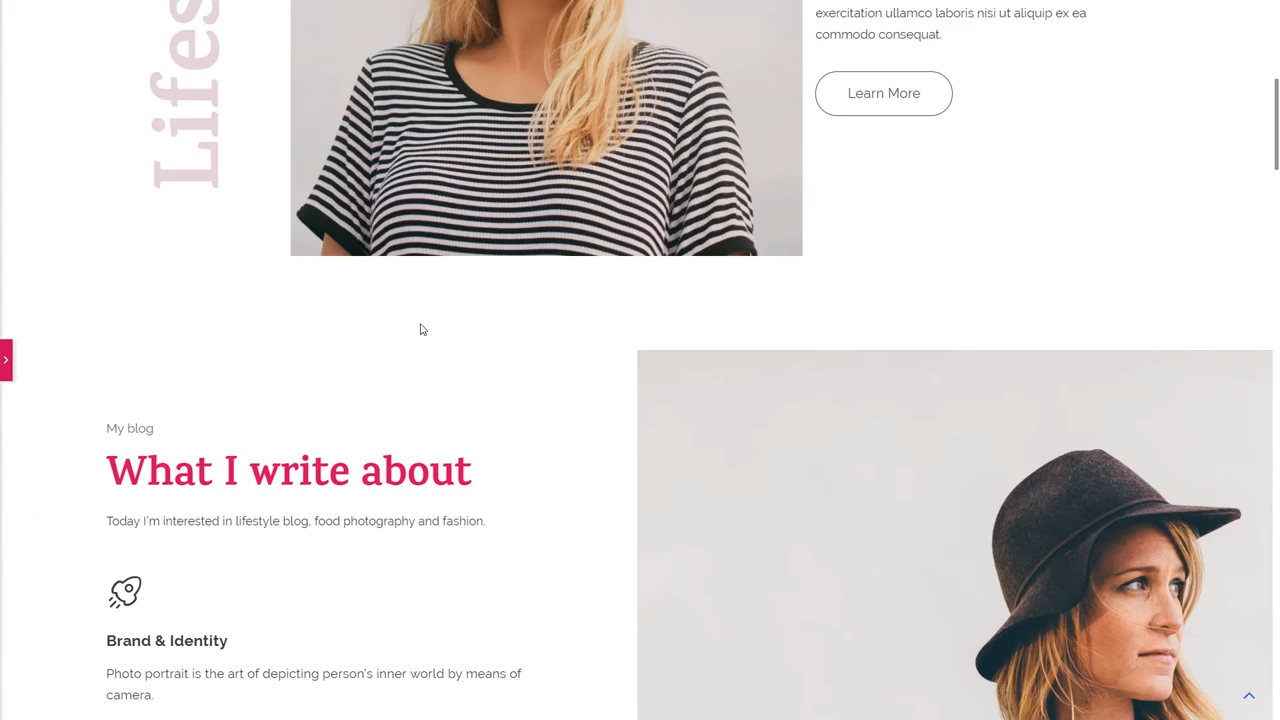 Lifes
exercitation ullamco laboris nisi ut aliquip ex ea
commodo consequat.
Learn More
My blog
What I write about
Today I'm interested in lifestyle blog, food photography and fashion.
Brand & Identity
Photo portrait is the art of depicting person's inner world by means of
camera.